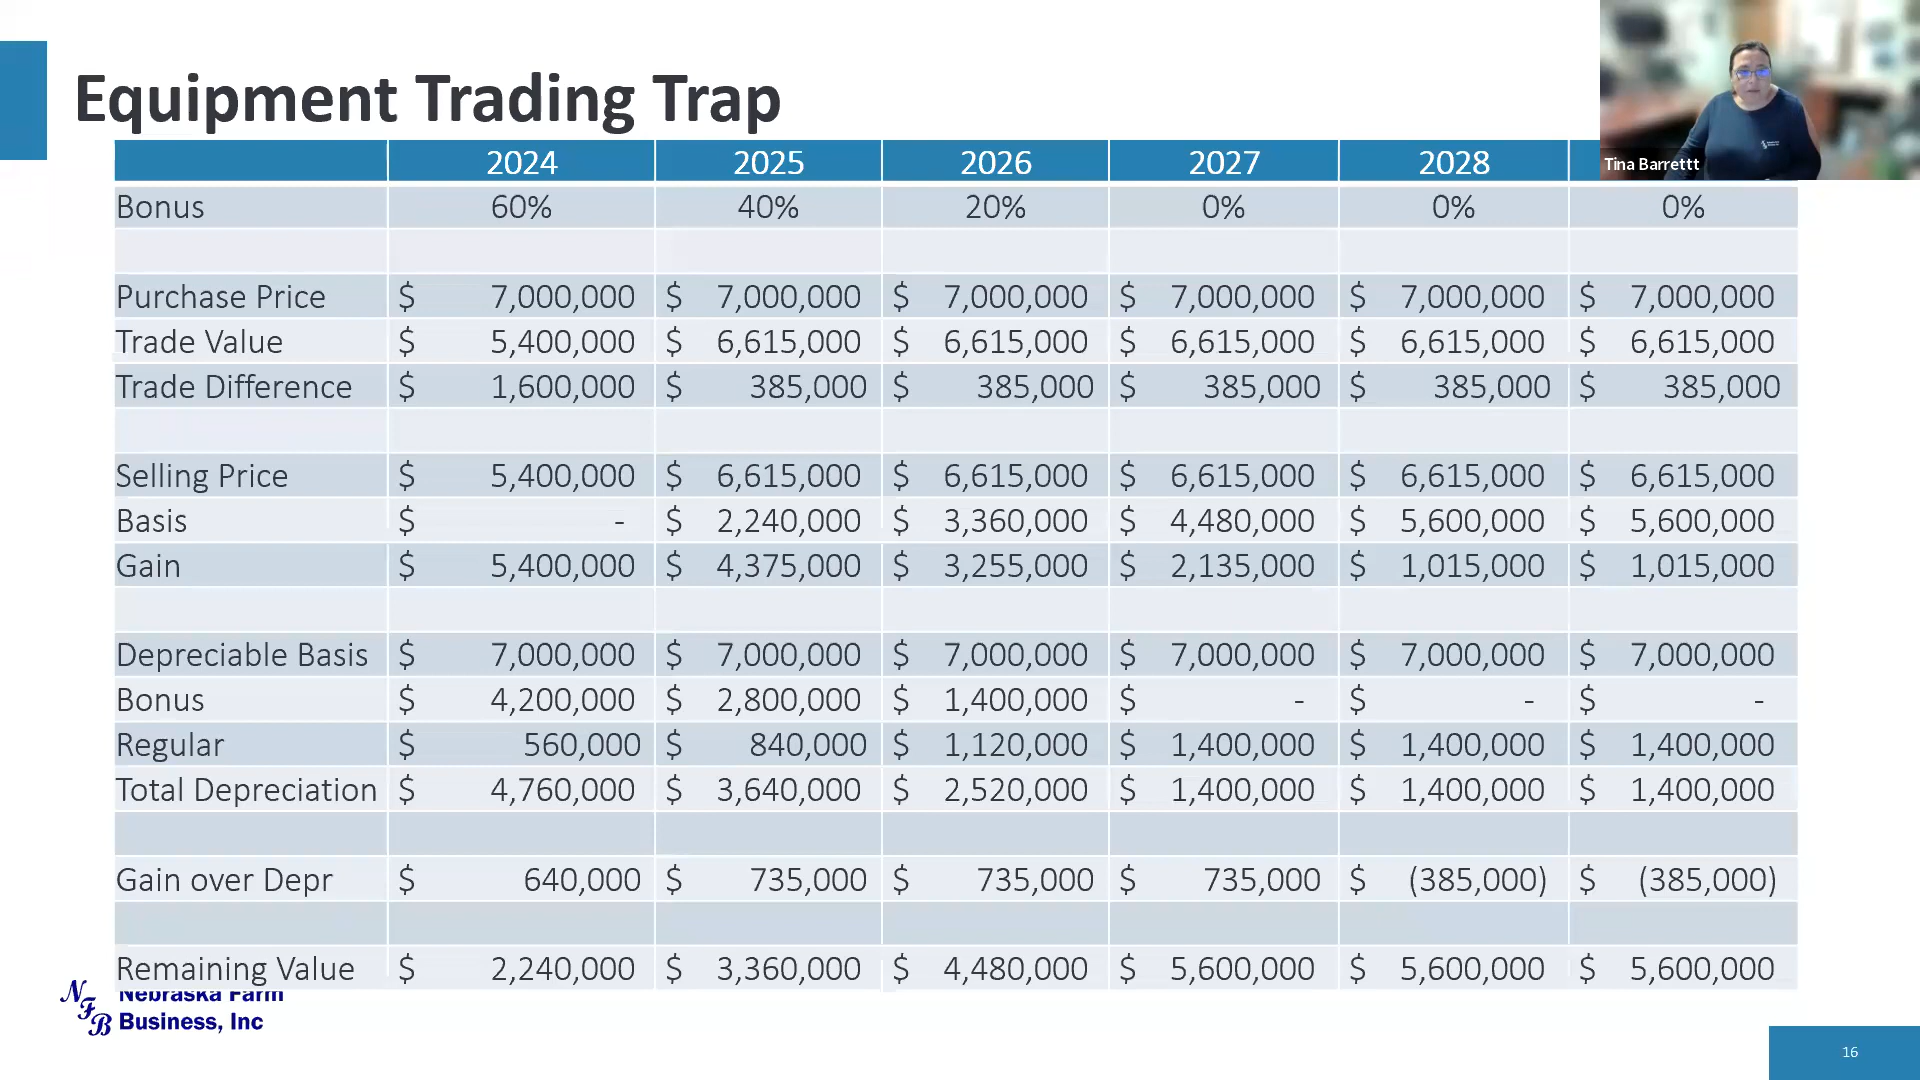 Equipment Trading Trap
Tina Barrettt
2024 2025 2026 2027 2028
Bonus 60% 40% 20% 0% 0% 0%
Purchase Price $ 7,000,000 $ 7,000,000 $ 7,000,000 $ 7,000,000 $ 7,000,000 $ 7,000,000
Trade Value $ 5,400,000 $ 6,615,000 $ 6,615,000 $ 6,615,000 $ 6,615,000 $ 6,615,000
Trade Difference $ 1,600,000 $ 385,000 $ 385,000 $ 385,000 $ 385,000 $ 385,000
Selling Price $ 5,400,000 $ 6,615,000 $ 6,615,000 $ 6,615,000 $ 6,615,000 $ 6,615,000
Basis $ - $ 2,240,000 $ 3,360,000 $ 4,480,000 $ 5,600,000 $ 5,600,000
Gain $ 5,400,000 $ 4,375,000 $ 3,255,000 $ 2,135,000 $ 1,015,000 $ 1,015,000
Depreciable Basis $ 7,000,000 $ 7,000,000 $ 7,000,000 $ 7,000,000 $ 7,000,000 $ 7,000,000
Bonus $ 4,200,000 $ 2,800,000 $ 1,400,000 $ - $ - $ -
Regular $ 560,000 $ 840,000 $ 1,120,000 $ 1,400,000 $ 1,400,000 $ 1,400,000
Total Depreciation $ 4,760,000 $ 3,640,000 $ 2,520,000 $ 1,400,000 $ 1,400,000 $ 1,400,000
Gain over Depr $ 640,000 $ 735,000 $ 735,000 $ 735,000 $ (385,000) $ (385,000)
Remaining Value $ 2,240,000 $ 3,360,000 $ 4,480,000 $ 5,600,000 $ 5,600,000 $ 5,600,000
NFB
Nebraska Farm
Business, Inc
16